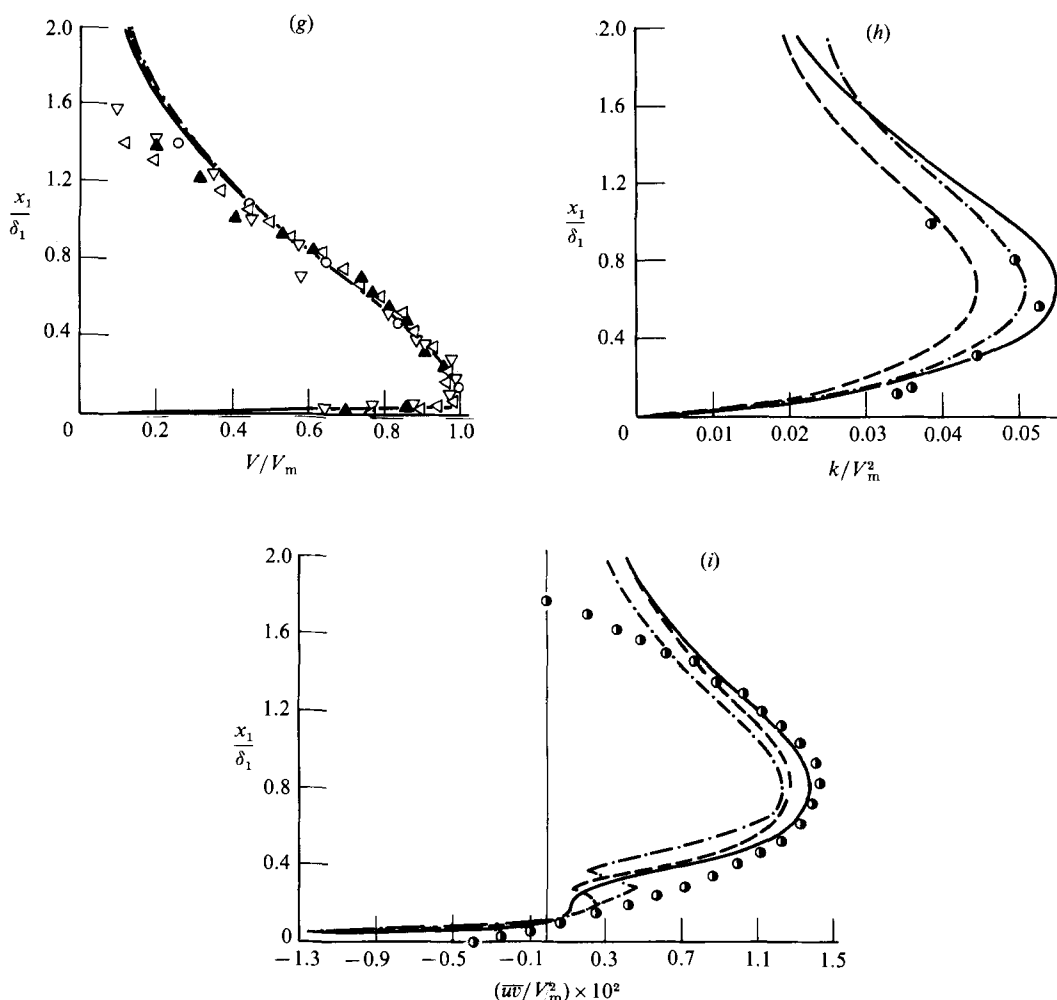 (g)
2.0
1.6
1.2
x₁/δ₁
0.8
0.4
0 0.2 0.4 0.6 0.8 1.0
V/Vₘ
(h)
2.0
1.6
1.2
x₁/δ₁
0.8
0.4
0 0.01 0.02 0.03 0.04 0.05
k/V²ₘ
(i)
2.0
1.6
1.2
x₁/δ₁
0.8
0.4
0
−1.3 −0.9 −0.5 −0.1 0.3 0.7 1.1 1.5
(u̅v̅/V²ₘ) × 10²